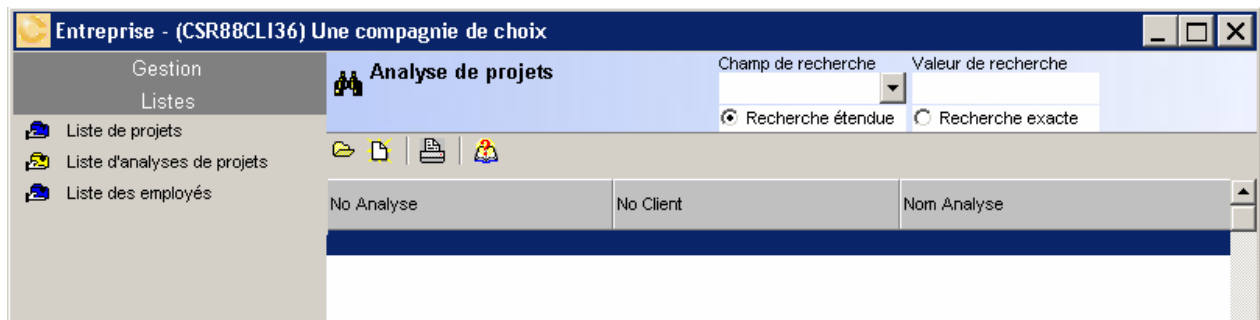 Entreprise - (CSR88CLI36) Une compagnie de choix
Gestion
Listes
Liste de projets
Liste d'analyses de projets
Liste des employés
Analyse de projets
Champ de recherche
Valeur de recherche
Recherche étendue
Recherche exacte
No Analyse
No Client
Nom Analyse